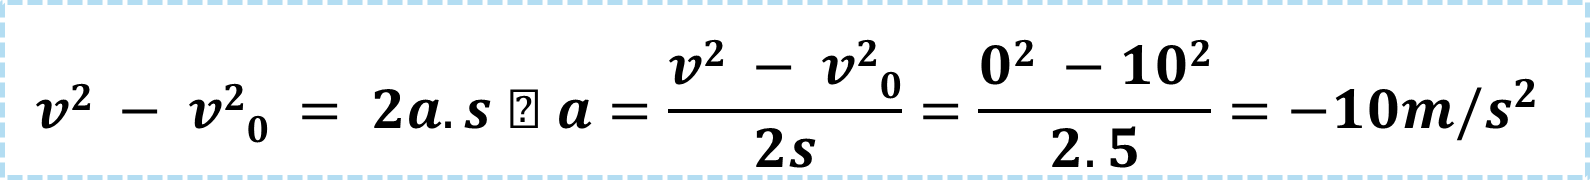 v² − v²₀ = 2a.s ⍰ a = (v² − v²₀)/(2s) = (0² − 10²)/(2.5) = −10m/s²